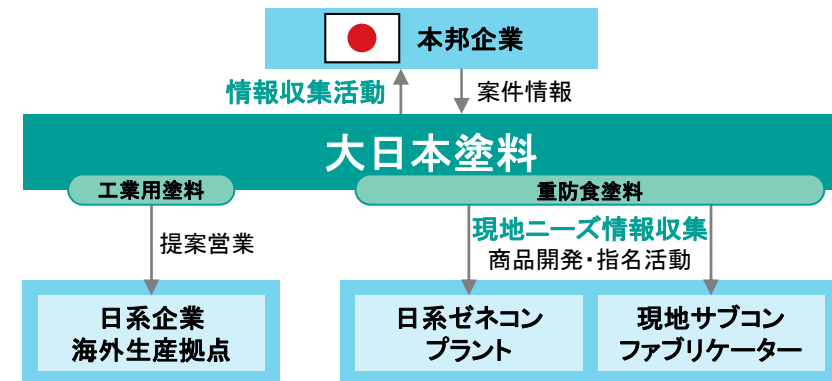 本邦企業
情報収集活動
案件情報
大日本塗料
工業用塗料
重防食塗料
提案営業
現地ニーズ情報収集
商品開発・指名活動
日系企業
海外生産拠点
日系ゼネコン
プラント
現地サブコン
ファブリケーター